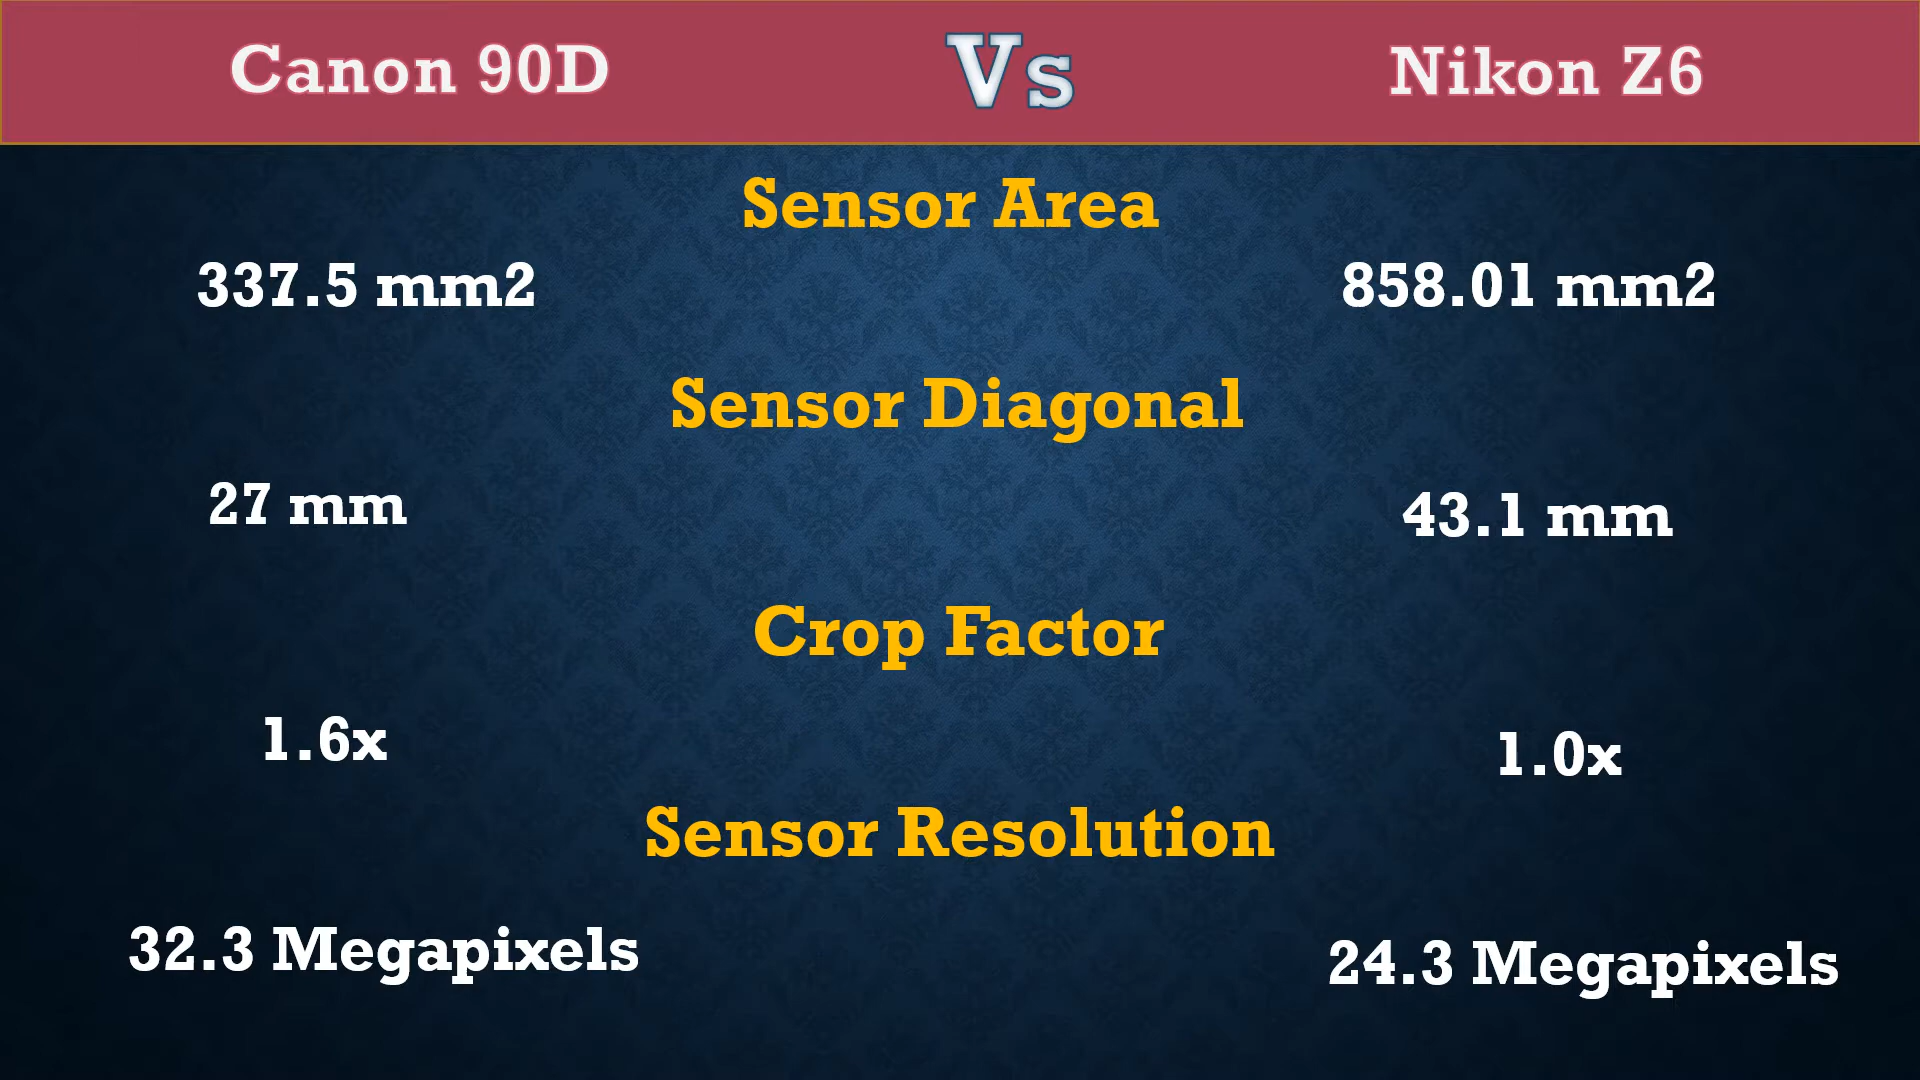 Canon 90D Vs Nikon Z6
Sensor Area
337.5 mm2 858.01 mm2
Sensor Diagonal
27 mm 43.1 mm
Crop Factor
1.6x 1.0x
Sensor Resolution
32.3 Megapixels 24.3 Megapixels